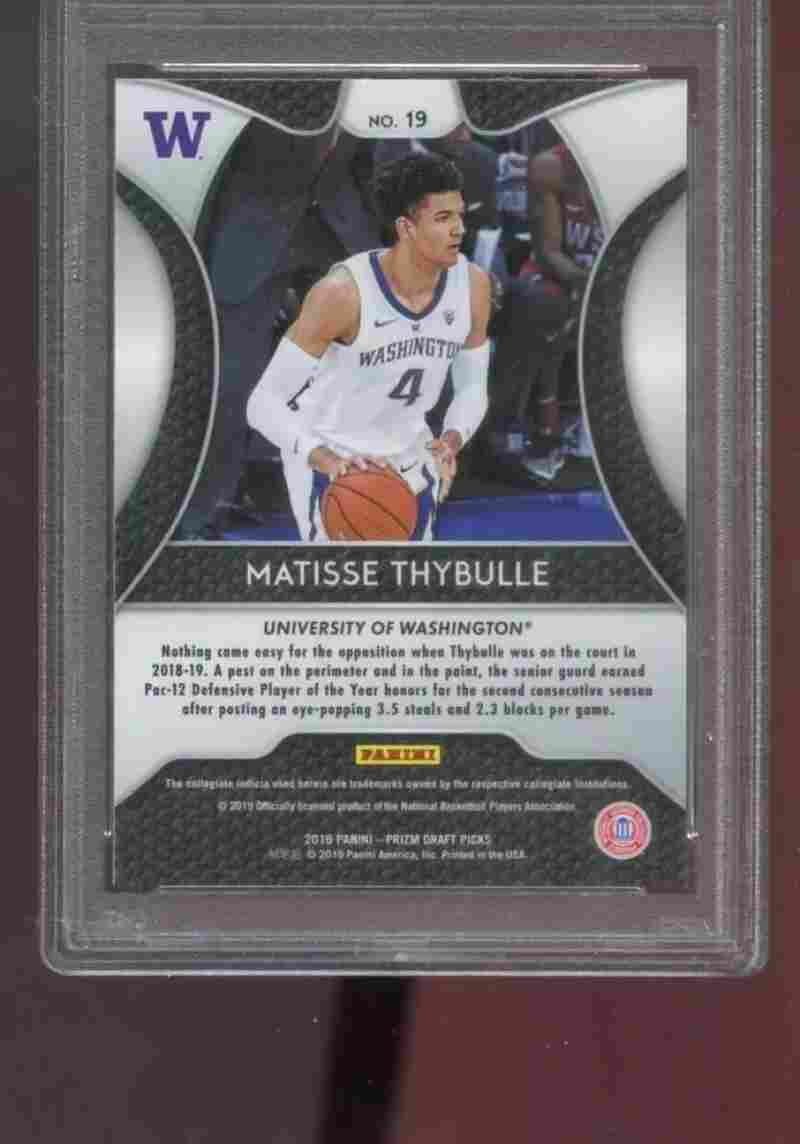 W
NO. 19
WASHINGTON
4
MATISSE THYBULLE
UNIVERSITY OF WASHINGTON®
Nothing came easy for the opposition when Thybulle was on the court in
2018-19. A pest on the perimeter and in the paint, the senior guard earned
Pac-12 Defensive Player of the Year honors for the second consecutive season
after posting an eye-popping 3.5 steals and 2.3 blocks per game.
PANINI
The collegiate indicia used herein are trademarks owned by the respective collegiate institutions.
© 2019 Officially licensed product of the National Basketball Players Association
2019 PANINI – PRIZM DRAFT PICKS
© 2019 Panini America, Inc. Printed in the USA.